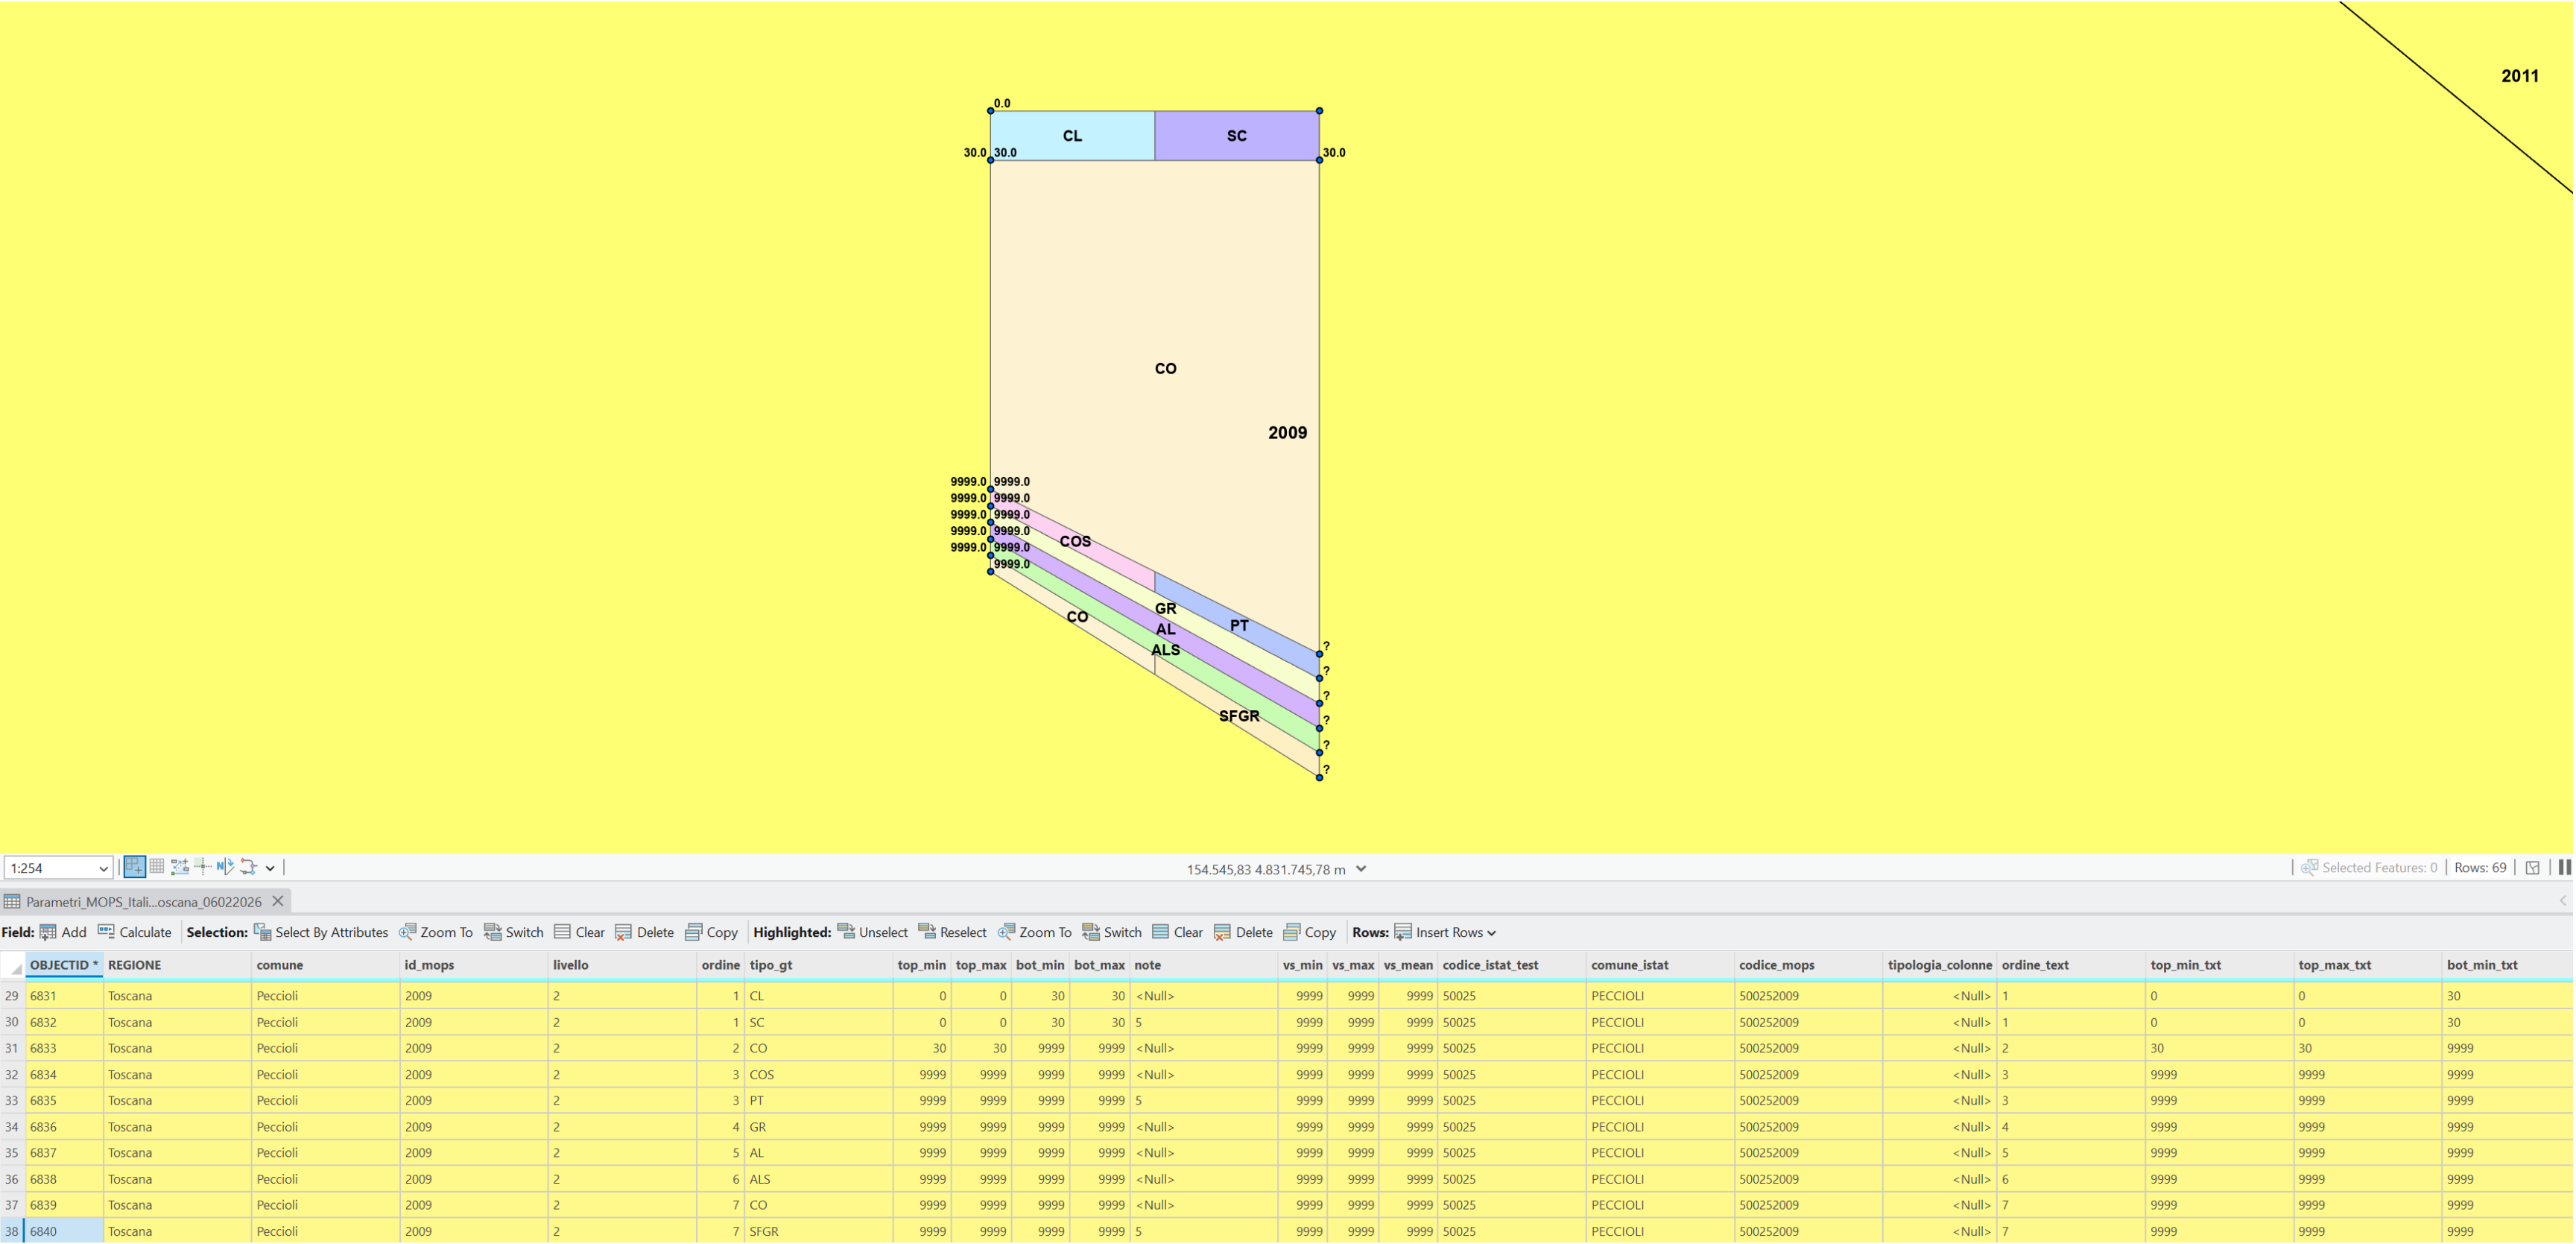 2011
0.0
CL SC
30.0 30.0 30.0
CO
2009
9999.0 9999.0
9999.0 9999.0
9999.0 9999.0
9999.0 9999.0
9999.0 9999.0
9999.0
COS
GR
PT
AL
CO
ALS
SFGR
?
?
?
?
?
?
1:254
154.545,83 4.831.745,78 m
Selected Features: 0
Rows: 69
Parametri_MOPS_Itali...oscana_06022026
Field: Add Calculate Selection: Select By Attributes Zoom To Switch Clear Delete Copy Highlighted: Unselect Reselect Zoom To Switch Clear Delete Copy Rows: Insert Rows
OBJECTID * REGIONE comune id_mops livello ordine tipo_gt top_min top_max bot_min bot_max note vs_min vs_max vs_mean codice_istat_test comune_istat codice_mops tipologia_colonne ordine_text top_min_txt top_max_txt bot_min_txt
29 6831 Toscana Peccioli 2009 2 1 CL 0 0 30 30 <Null> 9999 9999 9999 50025 PECCIOLI 500252009 <Null> 1 0 0 30
30 6832 Toscana Peccioli 2009 2 1 SC 0 0 30 30 5 9999 9999 9999 50025 PECCIOLI 500252009 <Null> 1 0 0 30
31 6833 Toscana Peccioli 2009 2 2 CO 30 30 9999 9999 <Null> 9999 9999 9999 50025 PECCIOLI 500252009 <Null> 2 30 30 9999
32 6834 Toscana Peccioli 2009 2 3 COS 9999 9999 9999 9999 <Null> 9999 9999 9999 50025 PECCIOLI 500252009 <Null> 3 9999 9999 9999
33 6835 Toscana Peccioli 2009 2 3 PT 9999 9999 9999 9999 5 9999 9999 9999 50025 PECCIOLI 500252009 <Null> 3 9999 9999 9999
34 6836 Toscana Peccioli 2009 2 4 GR 9999 9999 9999 9999 <Null> 9999 9999 9999 50025 PECCIOLI 500252009 <Null> 4 9999 9999 9999
35 6837 Toscana Peccioli 2009 2 5 AL 9999 9999 9999 9999 <Null> 9999 9999 9999 50025 PECCIOLI 500252009 <Null> 5 9999 9999 9999
36 6838 Toscana Peccioli 2009 2 6 ALS 9999 9999 9999 9999 <Null> 9999 9999 9999 50025 PECCIOLI 500252009 <Null> 6 9999 9999 9999
37 6839 Toscana Peccioli 2009 2 7 CO 9999 9999 9999 9999 <Null> 9999 9999 9999 50025 PECCIOLI 500252009 <Null> 7 9999 9999 9999
38 6840 Toscana Peccioli 2009 2 7 SFGR 9999 9999 9999 9999 5 9999 9999 9999 50025 PECCIOLI 500252009 <Null> 7 9999 9999 9999